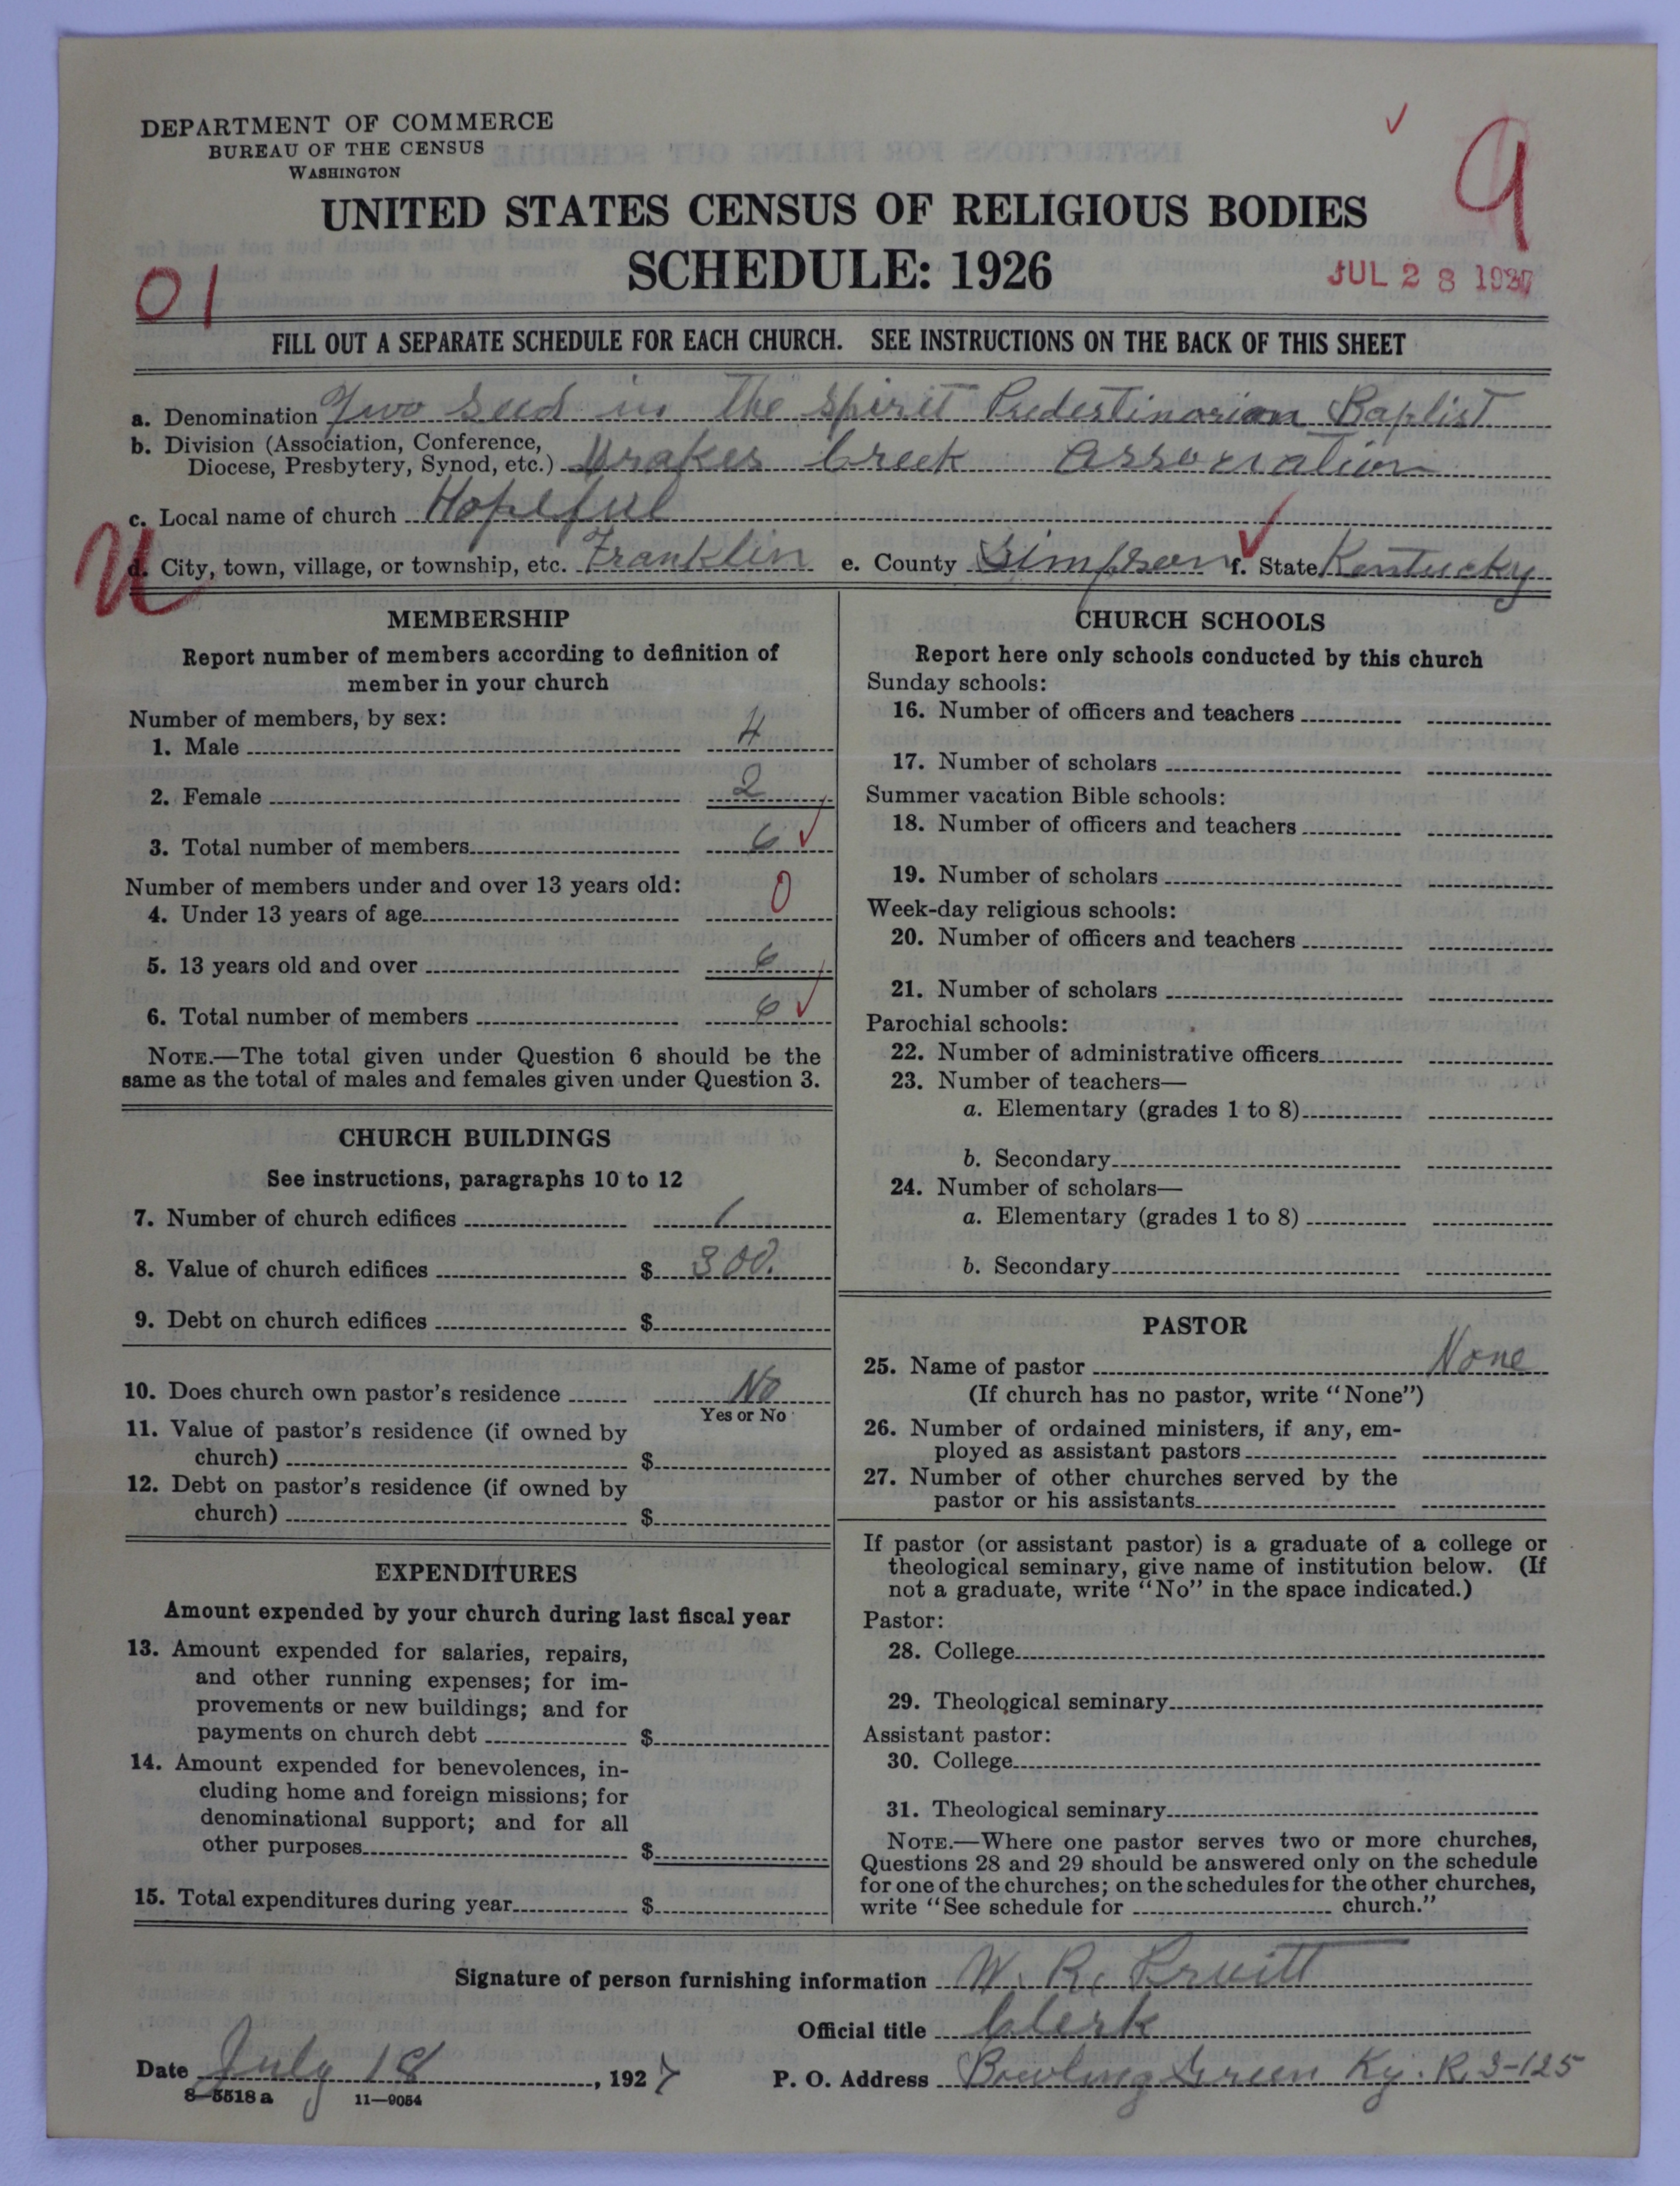 DEPARTMENT OF COMMERCE
BUREAU OF THE CENSUS
WASHINGTON
UNITED STATES CENSUS OF RELIGIOUS BODIES
SCHEDULE: 1926
9
01
JUL 28 1927
FILL OUT A SEPARATE SCHEDULE FOR EACH CHURCH. SEE INSTRUCTIONS ON THE BACK OF THIS SHEET
a. Denomination Two Seed in the Spirit Predestinarian Baptist
b. Division (Association, Conference,
Diocese, Presbytery, Synod, etc.) Drakes Creek Association
c. Local name of church Hopeful
d. City, town, village, or township, etc. Franklin e. County Simpson f. State Kentucky
MEMBERSHIP
Report number of members according to definition of
member in your church
Number of members, by sex:
1. Male 4
2. Female 2
3. Total number of members 6
Number of members under and over 13 years old:
4. Under 13 years of age 0
5. 13 years old and over 6
6. Total number of members 6
NOTE.—The total given under Question 6 should be the
same as the total of males and females given under Question 3.
CHURCH BUILDINGS
See instructions, paragraphs 10 to 12
7. Number of church edifices 1
8. Value of church edifices $ 300.
9. Debt on church edifices $
10. Does church own pastor's residence No
Yes or No
11. Value of pastor's residence (if owned by
church) $
12. Debt on pastor's residence (if owned by
church) $
EXPENDITURES
Amount expended by your church during last fiscal year
13. Amount expended for salaries, repairs,
and other running expenses; for im-
provements or new buildings; and for
payments on church debt $
14. Amount expended for benevolences, in-
cluding home and foreign missions; for
denominational support; and for all
other purposes $
15. Total expenditures during year $
CHURCH SCHOOLS
Report here only schools conducted by this church
Sunday schools:
16. Number of officers and teachers
17. Number of scholars
Summer vacation Bible schools:
18. Number of officers and teachers
19. Number of scholars
Week-day religious schools:
20. Number of officers and teachers
21. Number of scholars
Parochial schools:
22. Number of administrative officers
23. Number of teachers—
a. Elementary (grades 1 to 8)
b. Secondary
24. Number of scholars—
a. Elementary (grades 1 to 8)
b. Secondary
PASTOR
25. Name of pastor None
(If church has no pastor, write "None")
26. Number of ordained ministers, if any, em-
ployed as assistant pastors
27. Number of other churches served by the
pastor or his assistants
If pastor (or assistant pastor) is a graduate of a college or
theological seminary, give name of institution below. (If
not a graduate, write "No" in the space indicated.)
Pastor:
28. College
29. Theological seminary
Assistant pastor:
30. College
31. Theological seminary
NOTE.—Where one pastor serves two or more churches,
Questions 28 and 29 should be answered only on the schedule
for one of the churches; on the schedules for the other churches,
write "See schedule for church."
Signature of person furnishing information W. R. Pruitt
Official title Clerk
Date July 18, 1927 P. O. Address Bowling Green Ky. R. 3-125
8-5518a 11-9054